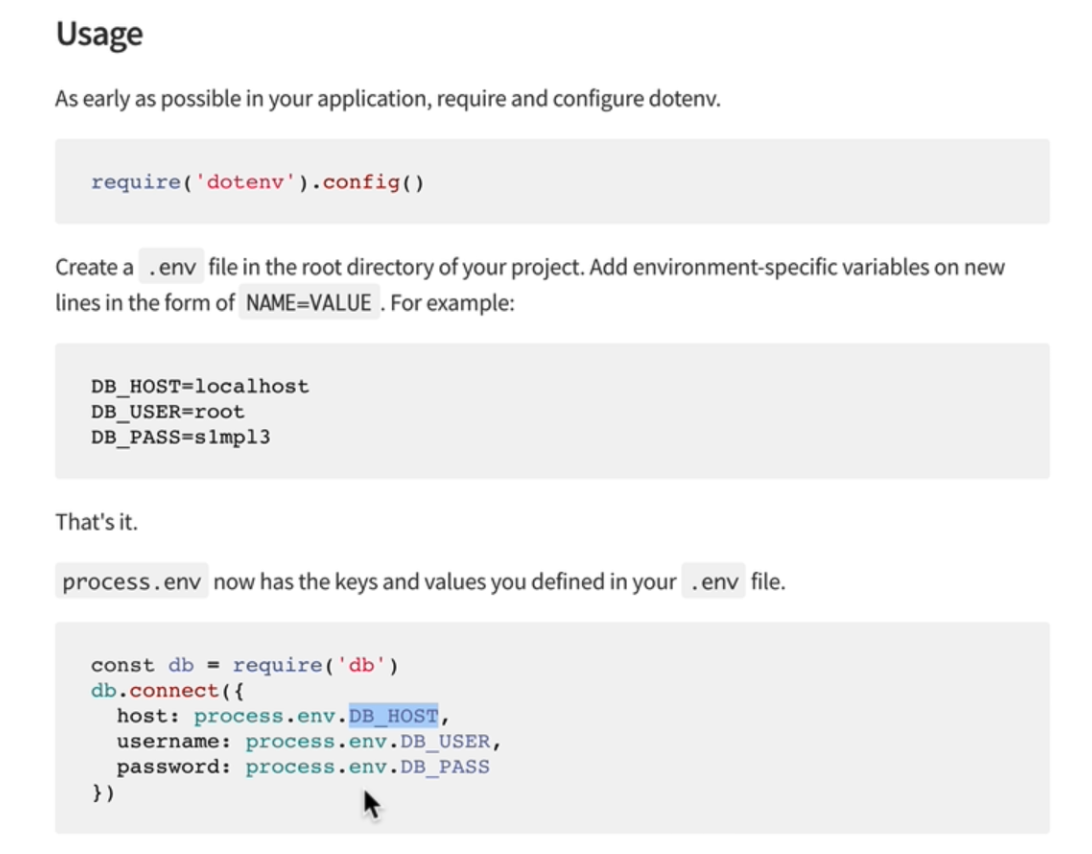 Usage
As early as possible in your application, require and configure dotenv.
require('dotenv').config()
Create a .env file in the root directory of your project. Add environment-specific variables on new
lines in the form of NAME=VALUE . For example:
DB_HOST=localhost
DB_USER=root
DB_PASS=s1mpl3
That's it.
process.env now has the keys and values you defined in your .env file.
const db = require('db')
db.connect({
  host: process.env.DB_HOST,
  username: process.env.DB_USER,
  password: process.env.DB_PASS
})